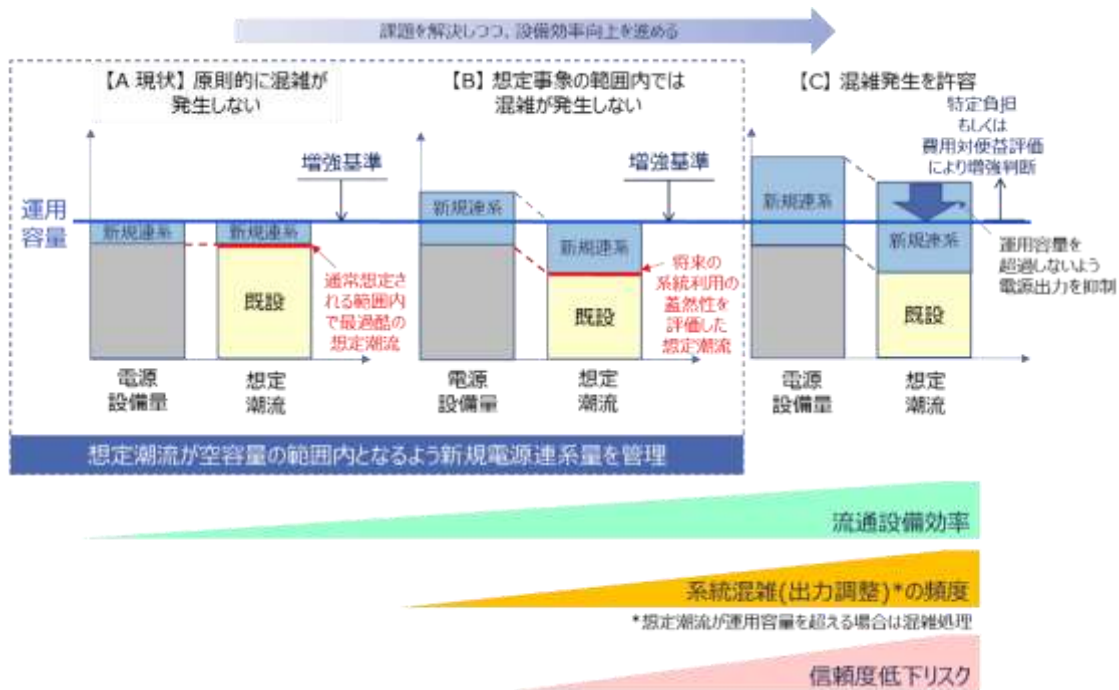 課題を解決しつつ、設備効率向上を進める
【A 現状】原則的に混雑が
発生しない
【B】想定事象の範囲内では
混雑が発生しない
【C】混雑発生を許容
特定負担
もしくは
費用対便益評価
により増強判断
増強基準
増強基準
運用
容量
新規連系
新規連系
新規連系
新規連系
新規連系
新規連系
既設
既設
既設
通常想定さ
れる範囲内
で最過酷の
想定潮流
将来の
系統利用の
蓋然性を
評価した
想定潮流
運用容量を
超過しないよう
電源出力を抑制
電源
設備量
想定
潮流
電源
設備量
想定
潮流
電源
設備量
想定
潮流
想定潮流が空容量の範囲内となるよう新規電源連系量を管理
流通設備効率
系統混雑(出力調整)*の頻度
*想定潮流が運用容量を超える場合は混雑処理
信頼度低下リスク